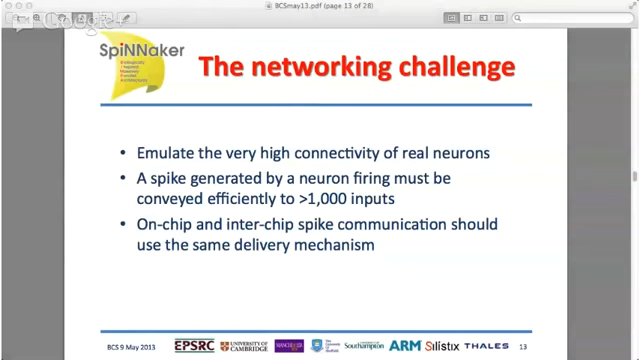 BCSmay13.pdf (page 13 of 28)
Google+
SpiNNaker
The networking challenge
• Emulate the very high connectivity of real neurons
• A spike generated by a neuron firing must be
conveyed efficiently to >1,000 inputs
• On-chip and inter-chip spike communication should
use the same delivery mechanism
BCS 9 May 2013
EPSRC
UNIVERSITY OF
CAMBRIDGE
MANCHESTER
Southampton
ARM
Silistix
THALES
13